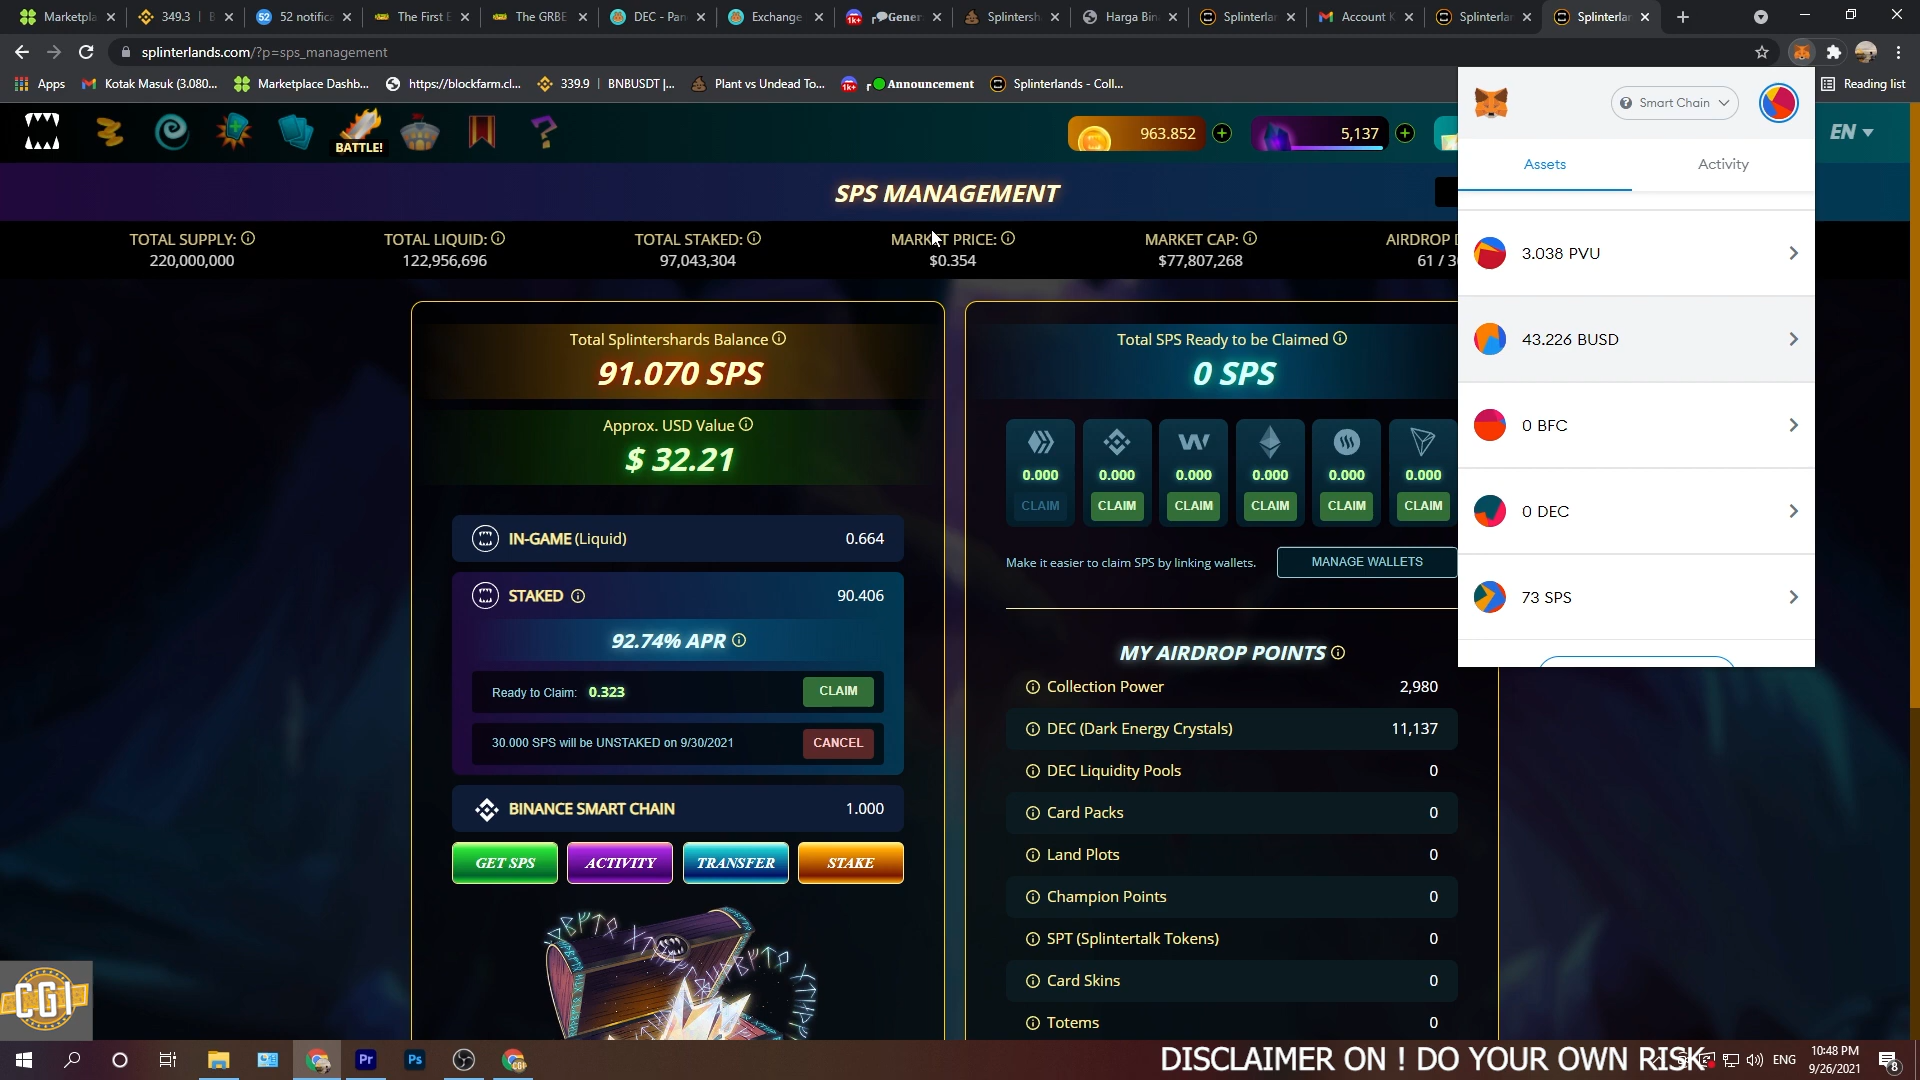 Marketpla
349.3 | B
52 notifica
The First E
The GRBE
DEC - Pan
Exchange
Splintersh
Harga Bin
Splinterlar
Account K
Splinterlar
Splinterlar
splinterlands.com/?p=sps_management
Apps
Kotak Masuk (3.080...
Marketplace Dashb...
https://blockfarm.cl...
339.9 | BNBUSDT |...
Plant vs Undead To...
Announcement
Splinterlands - Coll...
Reading list
BATTLE!
963.852
5,137
EN
Smart Chain
Assets
Activity
3.038 PVU
43.226 BUSD
0 BFC
0 DEC
73 SPS
SPS MANAGEMENT
TOTAL SUPPLY:
220,000,000
TOTAL LIQUID:
122,956,696
TOTAL STAKED:
97,043,304
MARKET PRICE:
$0.354
MARKET CAP:
$77,807,268
AIRDROP
61 /
Total Splintershards Balance
91.070 SPS
Approx. USD Value
$ 32.21
IN-GAME (Liquid)
0.664
STAKED
90.406
92.74% APR
Ready to Claim: 0.323
CLAIM
30.000 SPS will be UNSTAKED on 9/30/2021
CANCEL
BINANCE SMART CHAIN
1.000
GET SPS
ACTIVITY
TRANSFER
STAKE
Total SPS Ready to be Claimed
0 SPS
0.000
0.000
0.000
0.000
0.000
0.000
CLAIM
CLAIM
CLAIM
CLAIM
CLAIM
CLAIM
Make it easier to claim SPS by linking wallets.
MANAGE WALLETS
MY AIRDROP POINTS
Collection Power
2,980
DEC (Dark Energy Crystals)
11,137
DEC Liquidity Pools
0
Card Packs
0
Land Plots
0
Champion Points
0
SPT (Splintertalk Tokens)
0
Card Skins
0
Totems
0
CGI
DISCLAIMER ON ! DO YOUR OWN RISK
ENG
10:48 PM
9/26/2021
8